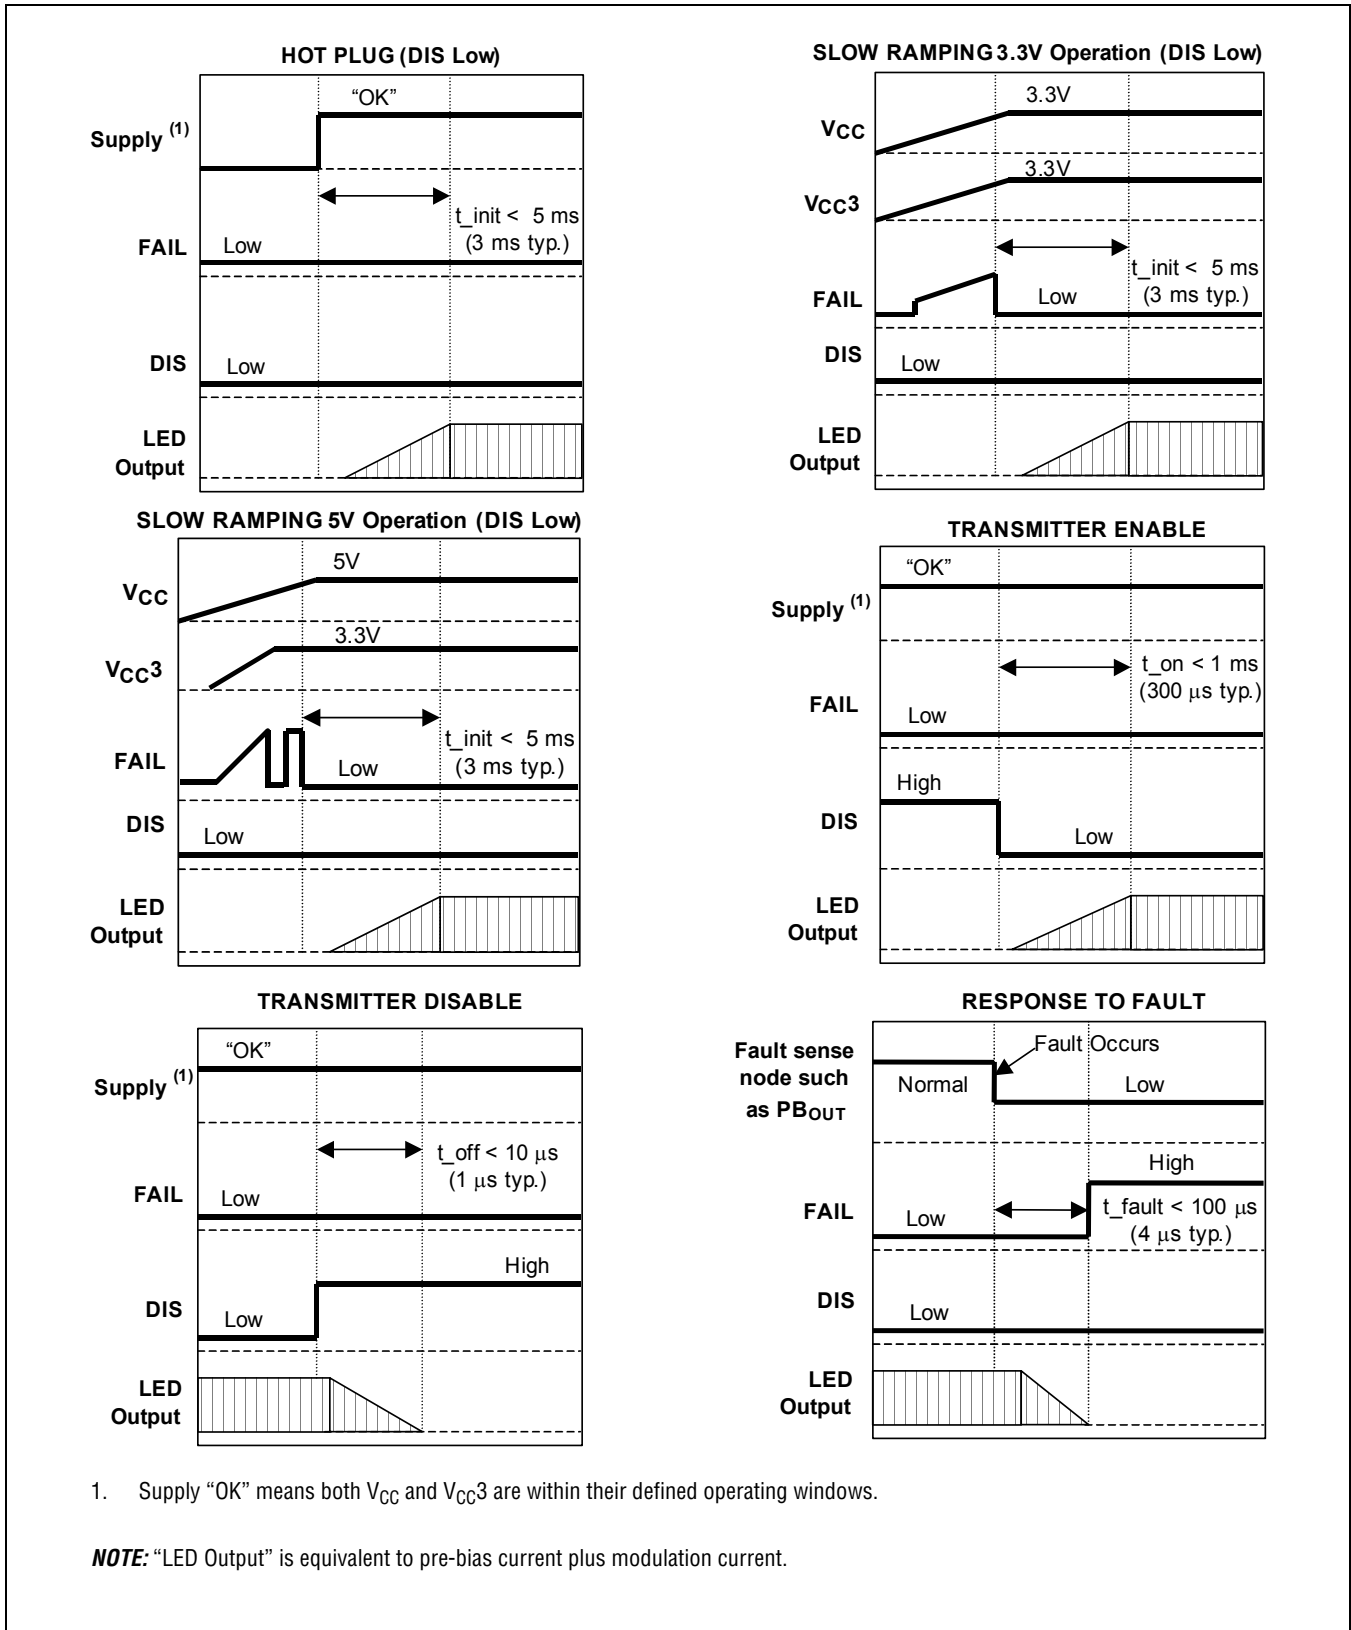 HOT PLUG (DIS Low)
"OK"
Supply (1)
t_init < 5 ms
(3 ms typ.)
FAIL
Low
DIS
Low
LED
Output
SLOW RAMPING 3.3V Operation (DIS Low)
3.3V
VCC
3.3V
VCC3
t_init < 5 ms
(3 ms typ.)
FAIL
Low
DIS
Low
LED
Output
SLOW RAMPING 5V Operation (DIS Low)
5V
VCC
3.3V
VCC3
t_init < 5 ms
(3 ms typ.)
FAIL
Low
DIS
Low
LED
Output
TRANSMITTER ENABLE
"OK"
Supply (1)
t_on < 1 ms
(300 µs typ.)
FAIL
Low
High
DIS
Low
LED
Output
TRANSMITTER DISABLE
"OK"
Supply (1)
t_off < 10 µs
(1 µs typ.)
FAIL
Low
High
DIS
Low
LED
Output
RESPONSE TO FAULT
Fault sense
node such
as PBOUT
Fault Occurs
Normal
Low
High
FAIL
Low
t_fault < 100 µs
(4 µs typ.)
DIS
Low
LED
Output
1. Supply "OK" means both VCC and VCC3 are within their defined operating windows.
NOTE: "LED Output" is equivalent to pre-bias current plus modulation current.